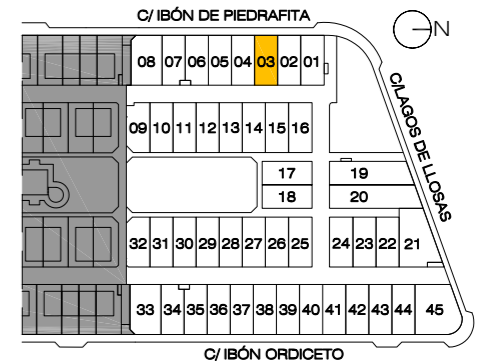 C/ IBÓN DE PIEDRAFITA
N
08 07 06 05 04 03 02 01
C/LAGOS DE LLOSAS
09 10 11 12 13 14 15 16
17 19
18 20
32 31 30 29 28 27 26 25 24 23 22 21
33 34 35 36 37 38 39 40 41 42 43 44 45
C/ IBÓN ORDICETO